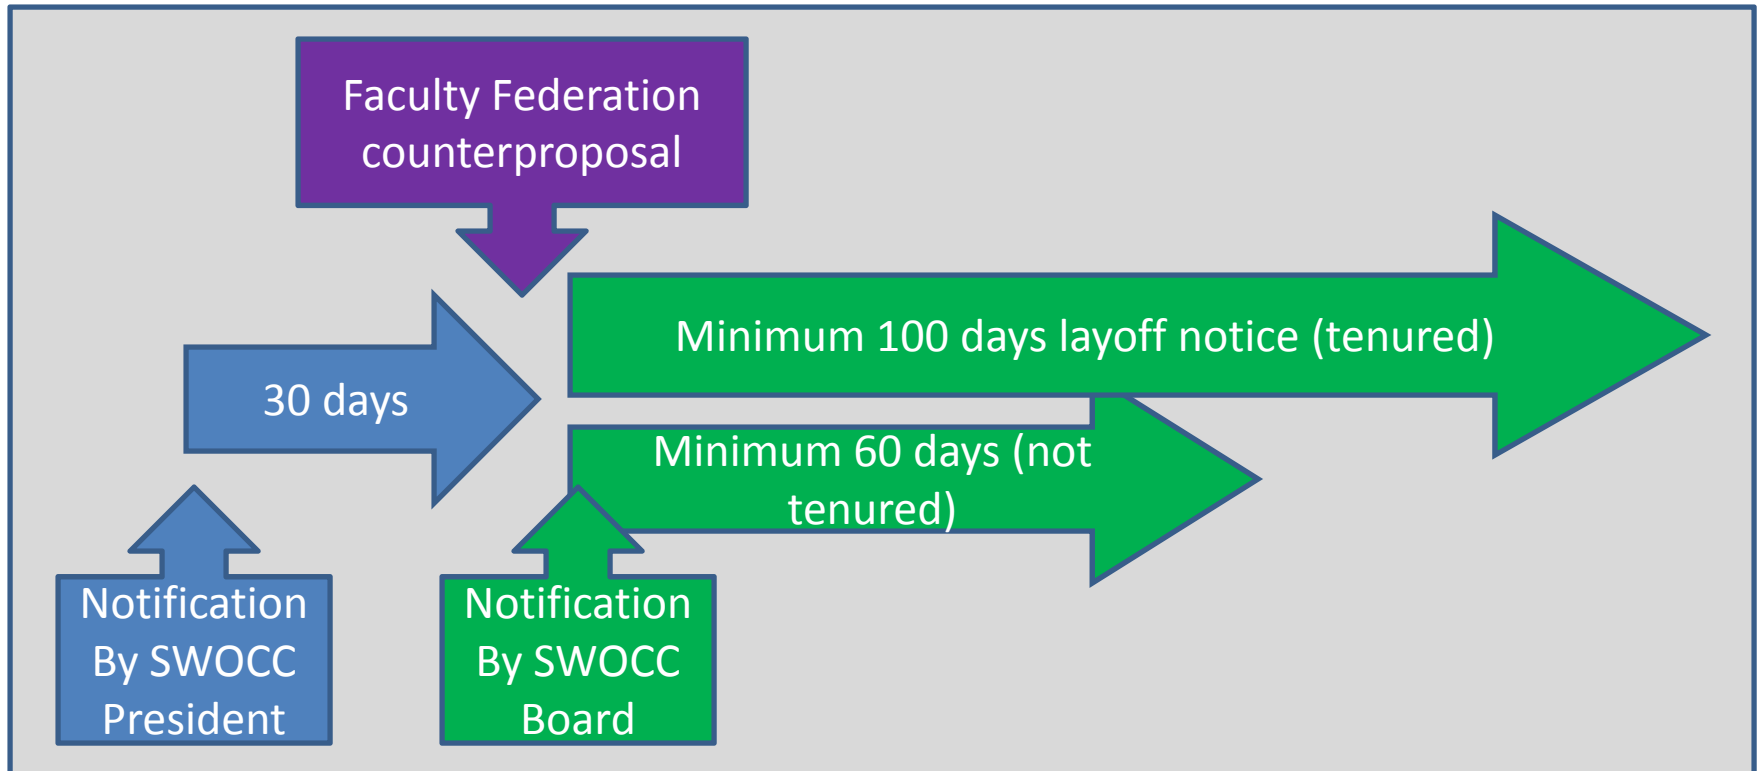 Faculty Federation
counterproposal
Minimum 100 days layoff notice (tenured)
30 days
Minimum 60 days (not
tenured)
Notification
By SWOCC
President
Notification
By SWOCC
Board